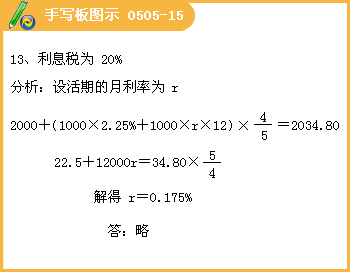 手写板图示 0505-15
13、利息税为 20%
分析：设活期的月利率为 r
2000＋(1000×2.25%＋1000×r×12)×4/5＝2034.80
22.5＋12000r＝34.80×5/4
解得 r＝0.175%
答：略